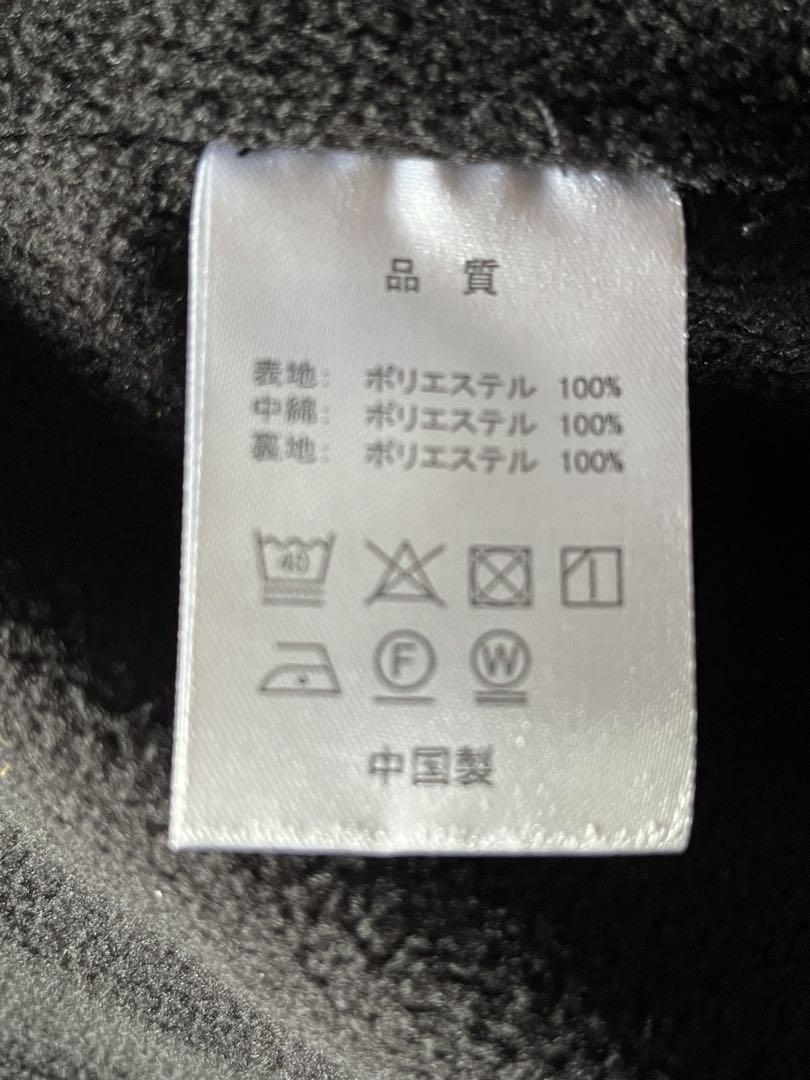 品 質
表地: ポリエステル 100%
中綿: ポリエステル 100%
裏地: ポリエステル 100%
40
F W
中国製